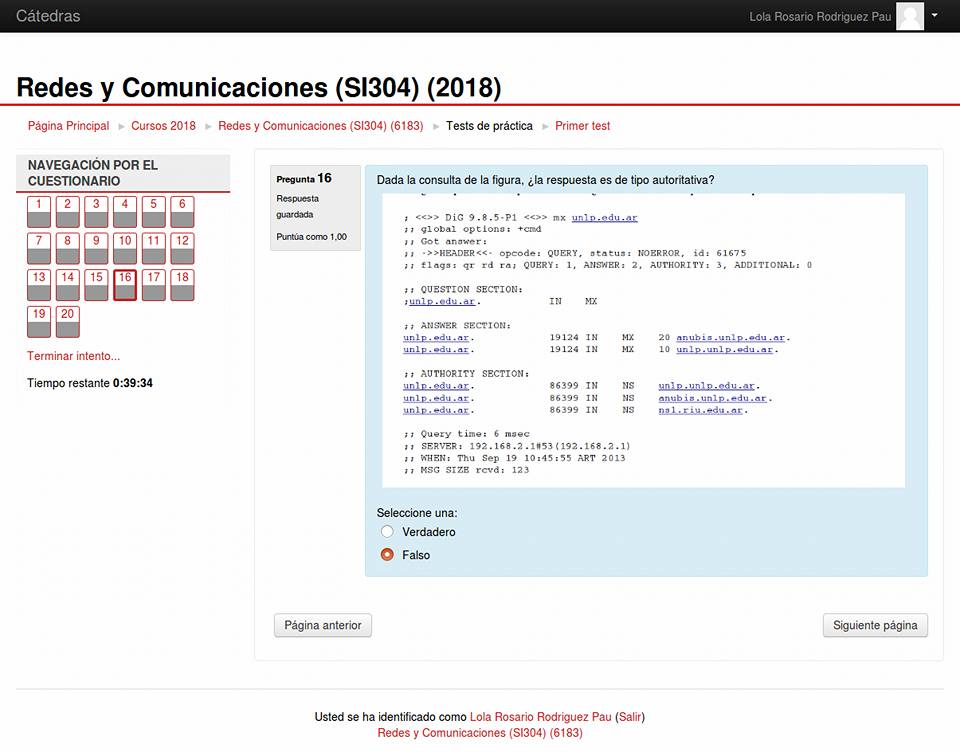 Cátedras
Lola Rosario Rodriguez Pau
Redes y Comunicaciones (SI304) (2018)
Página Principal ► Cursos 2018 ► Redes y Comunicaciones (SI304) (6183) ► Tests de práctica ► Primer test
NAVEGACIÓN POR EL
CUESTIONARIO
1 2 3 4 5 6
7 8 9 10 11 12
13 14 15 16 17 18
19 20
Terminar intento...
Tiempo restante 0:39:34
Pregunta 16
Respuesta
guardada
Puntúa como 1,00
Dada la consulta de la figura, ¿la respuesta es de tipo autoritativa?
; <<>> DiG 9.8.5-P1 <<>> mx unlp.edu.ar
;; global options: +cmd
;; Got answer:
;; ->>HEADER<<- opcode: QUERY, status: NOERROR, id: 61675
;; flags: qr rd ra; QUERY: 1, ANSWER: 2, AUTHORITY: 3, ADDITIONAL: 0
;; QUESTION SECTION:
;unlp.edu.ar. IN MX
;; ANSWER SECTION:
unlp.edu.ar. 19124 IN MX 20 anubis.unlp.edu.ar.
unlp.edu.ar. 19124 IN MX 10 unlp.unlp.edu.ar.
;; AUTHORITY SECTION:
unlp.edu.ar. 86399 IN NS unlp.unlp.edu.ar.
unlp.edu.ar. 86399 IN NS anubis.unlp.edu.ar.
unlp.edu.ar. 86399 IN NS ns1.riu.edu.ar.
;; Query time: 6 msec
;; SERVER: 192.168.2.1#53(192.168.2.1)
;; WHEN: Thu Sep 19 10:45:55 ART 2013
;; MSG SIZE rcvd: 123
Seleccione una:
Verdadero
Falso
Página anterior
Siguiente página
Usted se ha identificado como Lola Rosario Rodriguez Pau (Salir)
Redes y Comunicaciones (SI304) (6183)